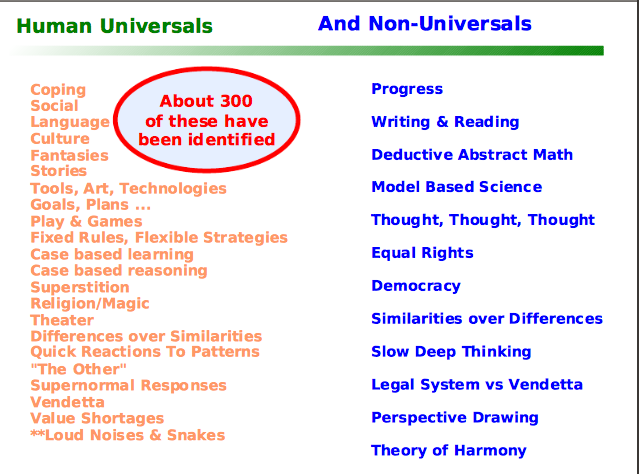 Human Universals
And Non-Universals
About 300
of these have
been identified
Coping
Social
Language
Culture
Fantasies
Stories
Tools, Art, Technologies
Goals, Plans ...
Play & Games
Fixed Rules, Flexible Strategies
Case based learning
Case based reasoning
Superstition
Religion/Magic
Theater
Differences over Similarities
Quick Reactions To Patterns
"The Other"
Supernormal Responses
Vendetta
Value Shortages
**Loud Noises & Snakes
Progress
Writing & Reading
Deductive Abstract Math
Model Based Science
Thought, Thought, Thought
Equal Rights
Democracy
Similarities over Differences
Slow Deep Thinking
Legal System vs Vendetta
Perspective Drawing
Theory of Harmony